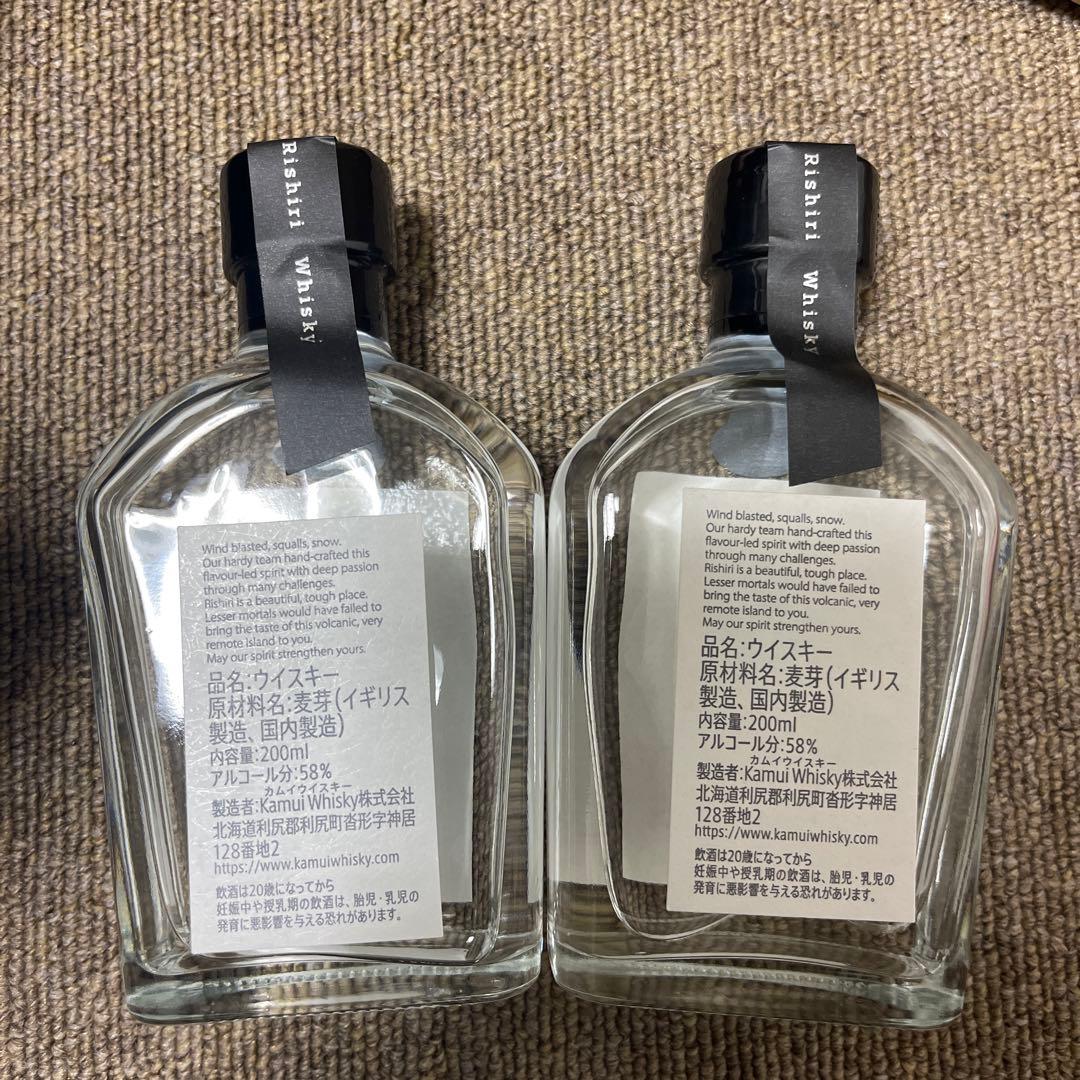 Rishiri Whisky
Wind blasted, squalls, snow.
Our hardy team hand-crafted this
flavour-led spirit with deep passion
through many challenges.
Rishiri is a beautiful, tough place.
Lesser mortals would have failed to
bring the taste of this volcanic, very
remote island to you.
May our spirit strengthen yours.
品名:ウイスキー
原材料名:麦芽(イギリス
製造、国内製造)
内容量:200ml
アルコール分:58%
カムイウイスキー
製造者:Kamui Whisky株式会社
北海道利尻郡利尻町沓形字神居
128番地2
https://www.kamuiwhisky.com
飲酒は20歳になってから
妊娠中や授乳期の飲酒は、胎児・乳児の
発育に悪影響を与える恐れがあります。
Rishiri Whisky
Wind blasted, squalls, snow.
Our hardy team hand-crafted this
flavour-led spirit with deep passion
through many challenges.
Rishiri is a beautiful, tough place.
Lesser mortals would have failed to
bring the taste of this volcanic, very
remote island to you.
May our spirit strengthen yours.
品名:ウイスキー
原材料名:麦芽(イギリス
製造、国内製造)
内容量:200ml
アルコール分:58%
カムイウイスキー
製造者:Kamui Whisky株式会社
北海道利尻郡利尻町沓形字神居
128番地2
https://www.kamuiwhisky.com
飲酒は20歳になってから
妊娠中や授乳期の飲酒は、胎児・乳児の
発育に悪影響を与える恐れがあります。